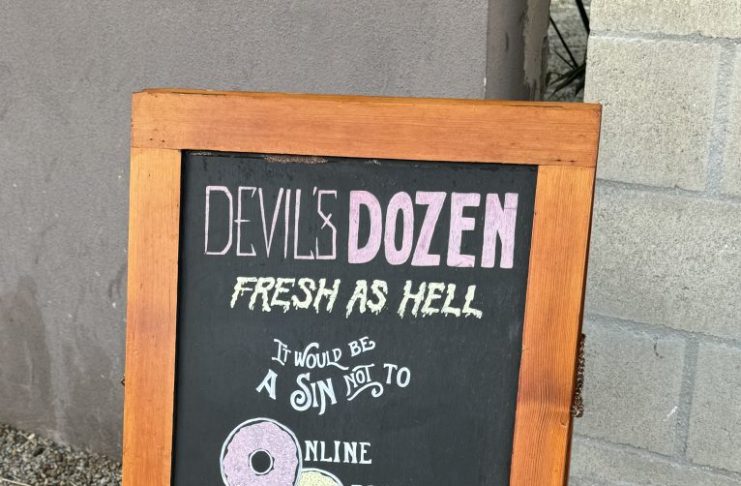 DEVIL'S DOZEN
FRESH AS HELL
IT WOULD BE
A SIN NOT TO
ONLINE